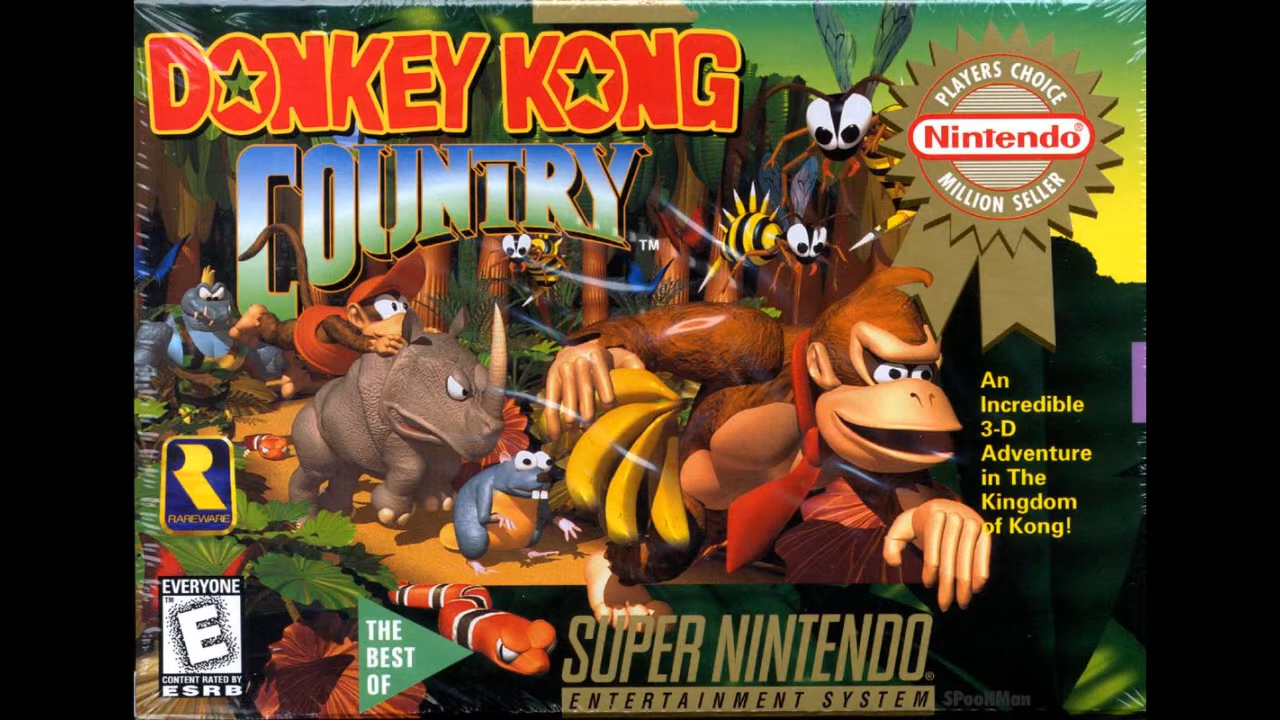 DONKEY KONG
COUNTRY™
PLAYERS CHOICE
Nintendo®
MILLION SELLER
An
Incredible
3-D
Adventure
in The
Kingdom
of Kong!
R
RAREWARE
EVERYONE
™
E
CONTENT RATED BY
ESRB
THE
BEST
OF
SUPER NINTENDO®
ENTERTAINMENT SYSTEM
SPooNMan